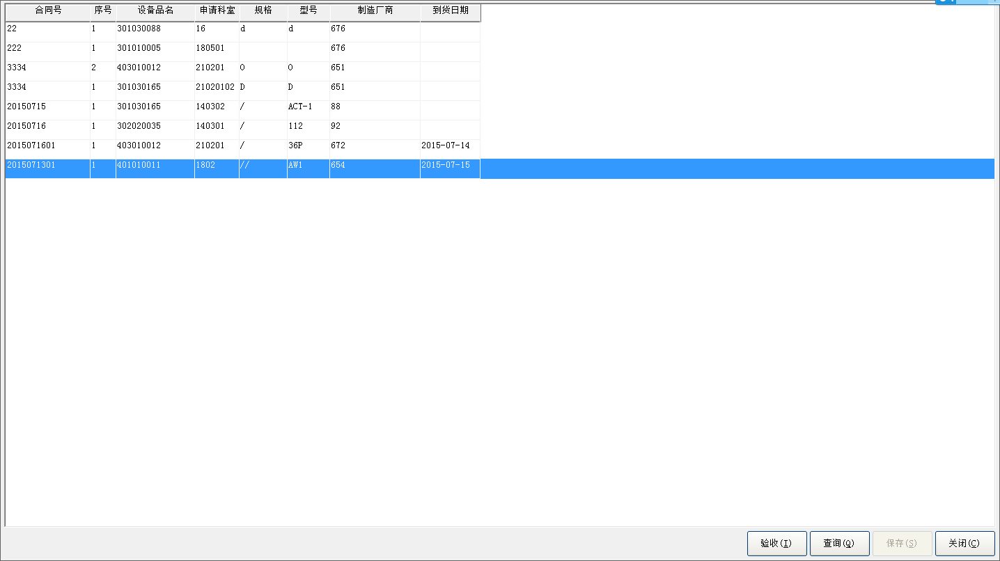 合同号 序号 设备品名 申请科室 规格 型号 制造厂商 到货日期
22 1 301030088 16 d d 676
222 1 301010005 180501 676
3334 2 403010012 210201 0 0 651
3334 1 301030165 21020102 D D 651
20150715 1 301030165 140302 / ACT-1 88
20150716 1 302020035 140301 / 112 92
2015071601 1 403010012 210201 / 36P 672 2015-07-14
2015071301 1 401010011 1802 // AW1 654 2015-07-15
验收(I) 查询(Q) 保存(S) 关闭(C)